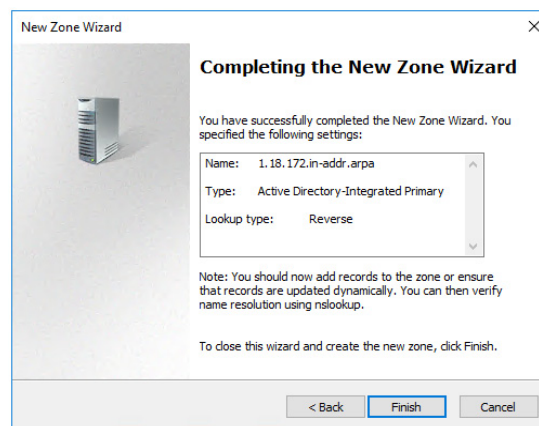 New Zone Wizard
Completing the New Zone Wizard
You have successfully completed the New Zone Wizard. You
specified the following settings:
Name: 1.18.172.in-addr.arpa
Type: Active Directory-Integrated Primary
Lookup type: Reverse
Note: You should now add records to the zone or ensure
that records are updated dynamically. You can then verify
name resolution using nslookup.
To close this wizard and create the new zone, click Finish.
< Back Finish Cancel